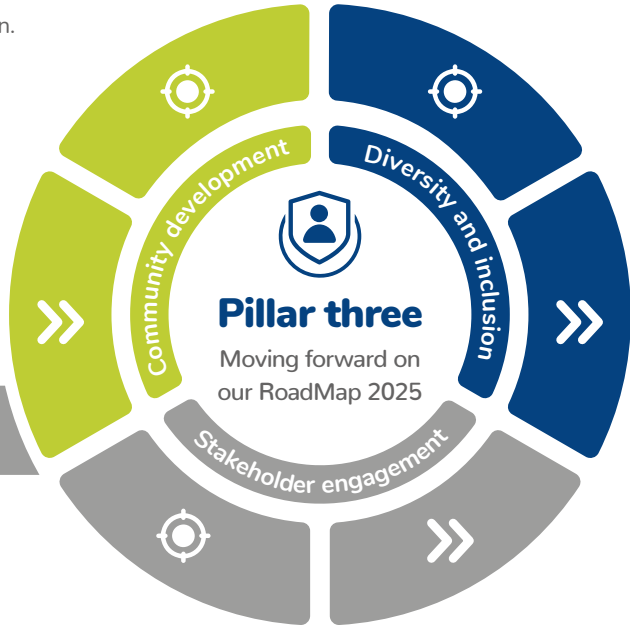 n.
Community development
Diversity and inclusion
Pillar three
Moving forward on
our RoadMap 2025
Stakeholder engagement